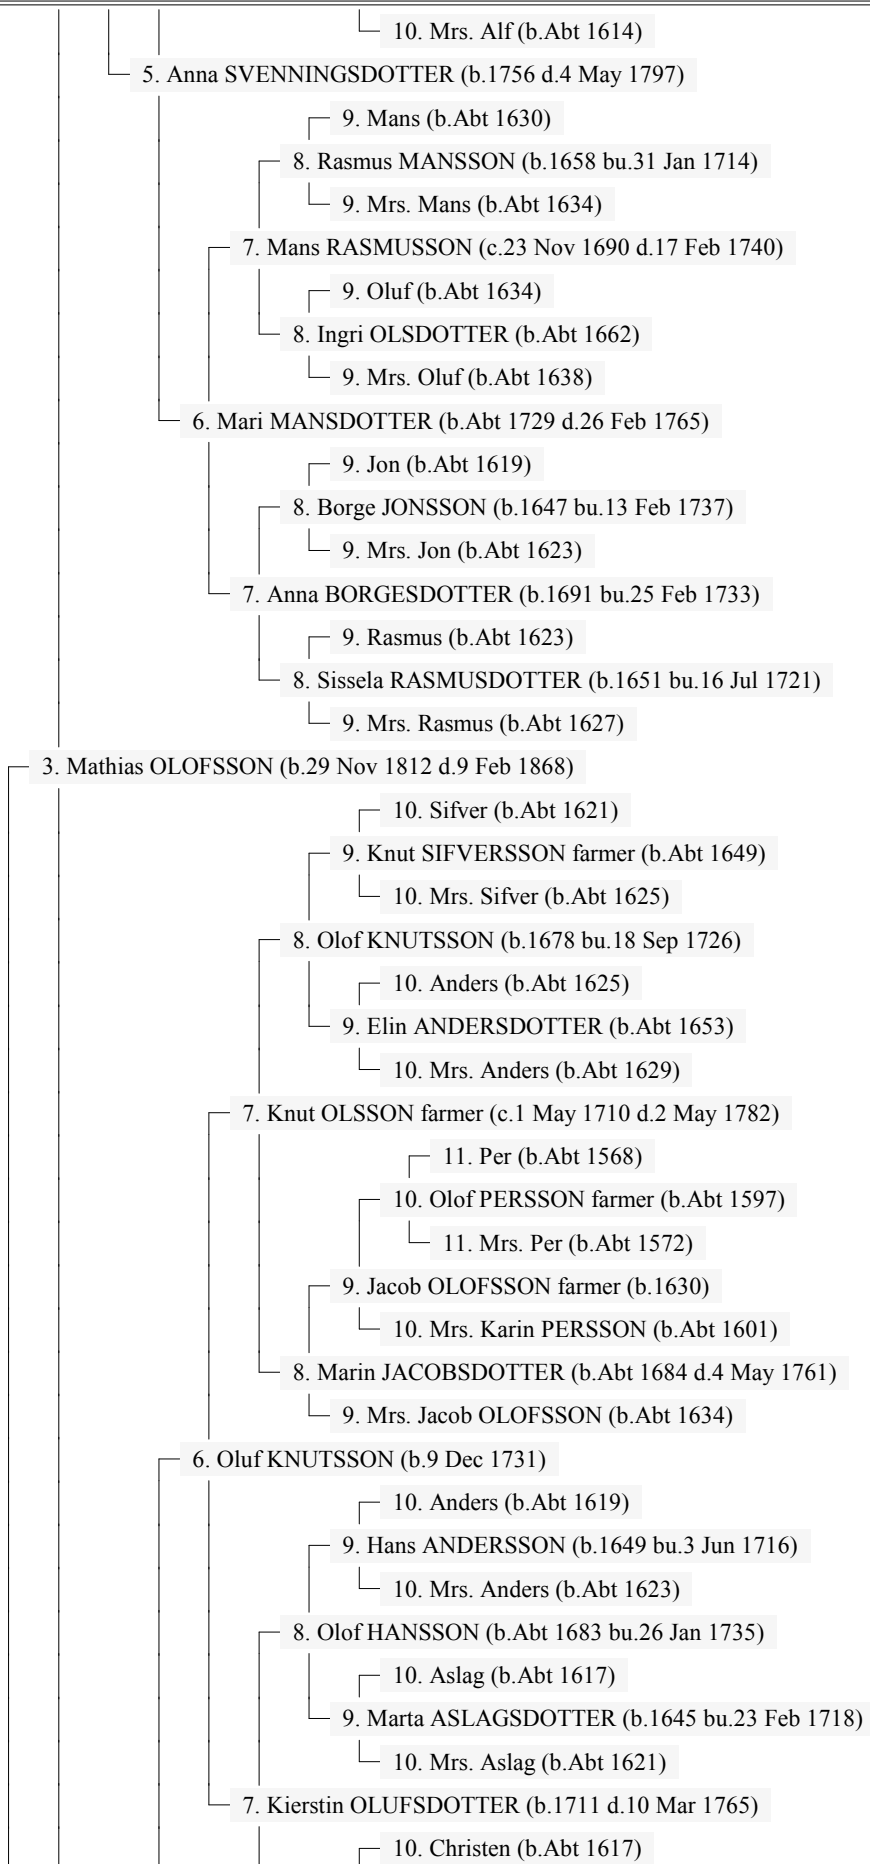 10. Mrs. Alf (b.Abt 1614)
5. Anna SVENNINGSDOTTER (b.1756 d.4 May 1797)
9. Mans (b.Abt 1630)
8. Rasmus MANSSON (b.1658 bu.31 Jan 1714)
9. Mrs. Mans (b.Abt 1634)
7. Mans RASMUSSON (c.23 Nov 1690 d.17 Feb 1740)
9. Oluf (b.Abt 1634)
8. Ingri OLSDOTTER (b.Abt 1662)
9. Mrs. Oluf (b.Abt 1638)
6. Mari MANSDOTTER (b.Abt 1729 d.26 Feb 1765)
9. Jon (b.Abt 1619)
8. Borge JONSSON (b.1647 bu.13 Feb 1737)
9. Mrs. Jon (b.Abt 1623)
7. Anna BORGESDOTTER (b.1691 bu.25 Feb 1733)
9. Rasmus (b.Abt 1623)
8. Sissela RASMUSDOTTER (b.1651 bu.16 Jul 1721)
9. Mrs. Rasmus (b.Abt 1627)
3. Mathias OLOFSSON (b.29 Nov 1812 d.9 Feb 1868)
10. Sifver (b.Abt 1621)
9. Knut SIFVERSSON farmer (b.Abt 1649)
10. Mrs. Sifver (b.Abt 1625)
8. Olof KNUTSSON (b.1678 bu.18 Sep 1726)
10. Anders (b.Abt 1625)
9. Elin ANDERSDOTTER (b.Abt 1653)
10. Mrs. Anders (b.Abt 1629)
7. Knut OLSSON farmer (c.1 May 1710 d.2 May 1782)
11. Per (b.Abt 1568)
10. Olof PERSSON farmer (b.Abt 1597)
11. Mrs. Per (b.Abt 1572)
9. Jacob OLOFSSON farmer (b.1630)
10. Mrs. Karin PERSSON (b.Abt 1601)
8. Marin JACOBSDOTTER (b.Abt 1684 d.4 May 1761)
9. Mrs. Jacob OLOFSSON (b.Abt 1634)
6. Oluf KNUTSSON (b.9 Dec 1731)
10. Anders (b.Abt 1619)
9. Hans ANDERSSON (b.1649 bu.3 Jun 1716)
10. Mrs. Anders (b.Abt 1623)
8. Olof HANSSON (b.Abt 1683 bu.26 Jan 1735)
10. Aslag (b.Abt 1617)
9. Marta ASLAGSDOTTER (b.1645 bu.23 Feb 1718)
10. Mrs. Aslag (b.Abt 1621)
7. Kierstin OLUFSDOTTER (b.1711 d.10 Mar 1765)
10. Christen (b.Abt 1617)